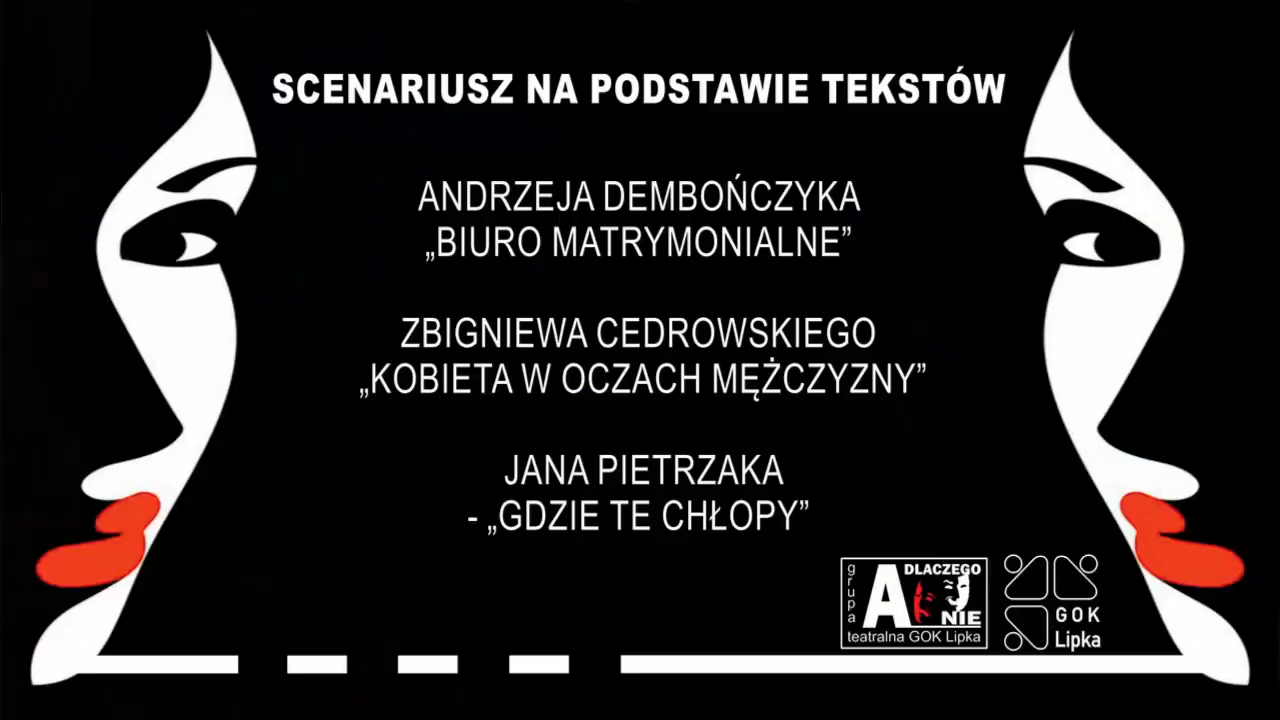 SCENARIUSZ NA PODSTAWIE TEKSTÓW
ANDRZEJA DEMBOŃCZYKA
„BIURO MATRYMONIALNE”
ZBIGNIEWA CEDROWSKIEGO
„KOBIETA W OCZACH MĘŻCZYZNY”
JANA PIETRZAKA
- „GDZIE TE CHŁOPY”
grupa
A DLACZEGO
NIE
teatralna GOK Lipka
GOK
Lipka